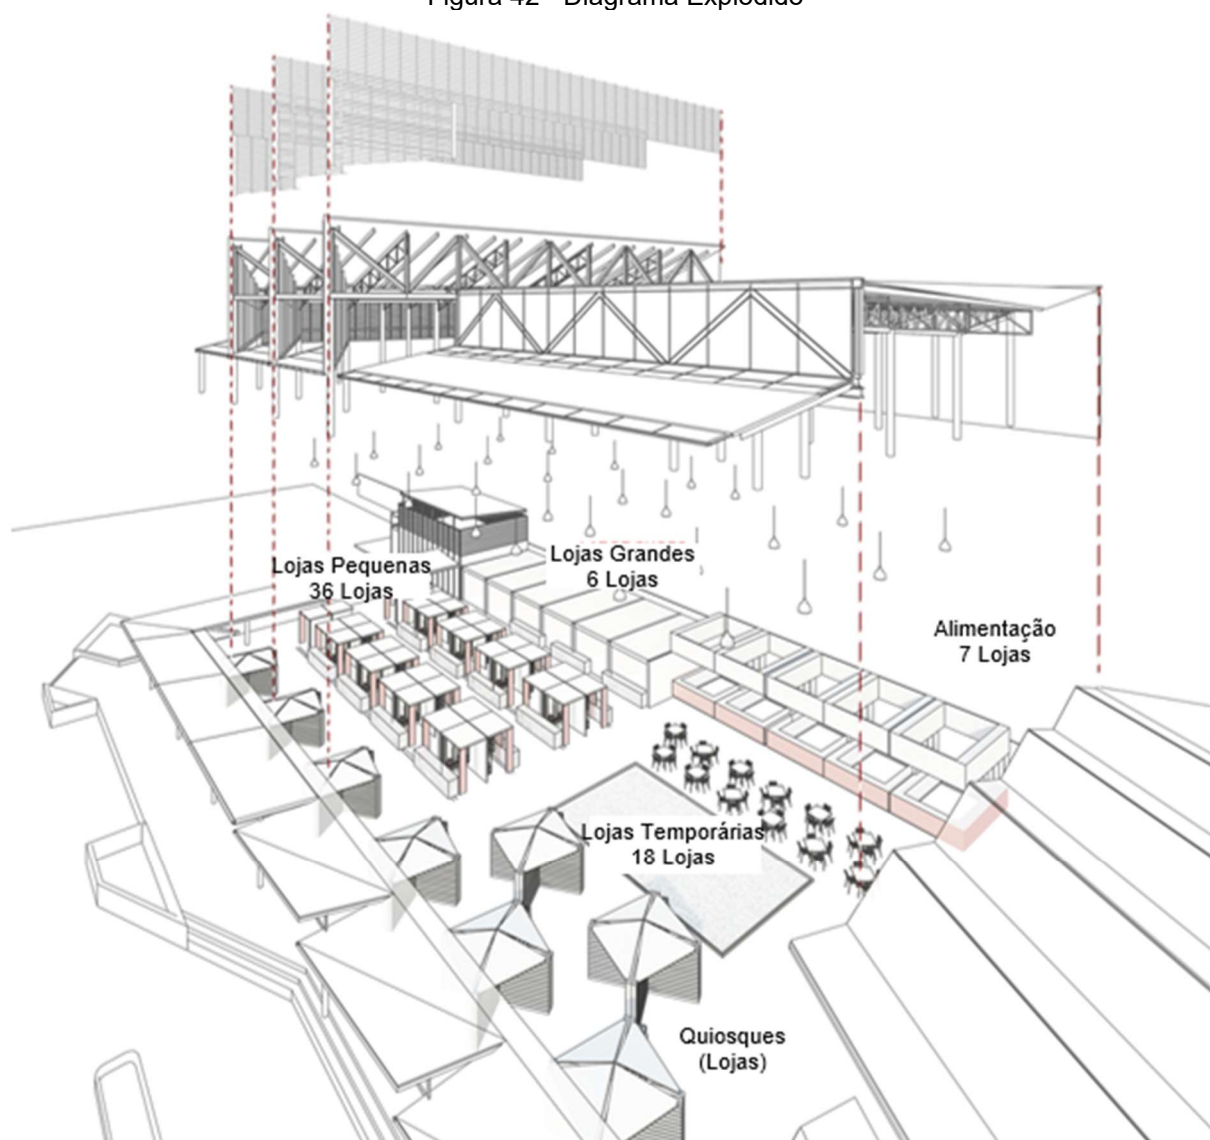 Figura 42 - Diagrama Explodido
Lojas Pequenas
36 Lojas
Lojas Grandes
6 Lojas
Alimentação
7 Lojas
Lojas Temporárias
18 Lojas
Quiosques
(Lojas)